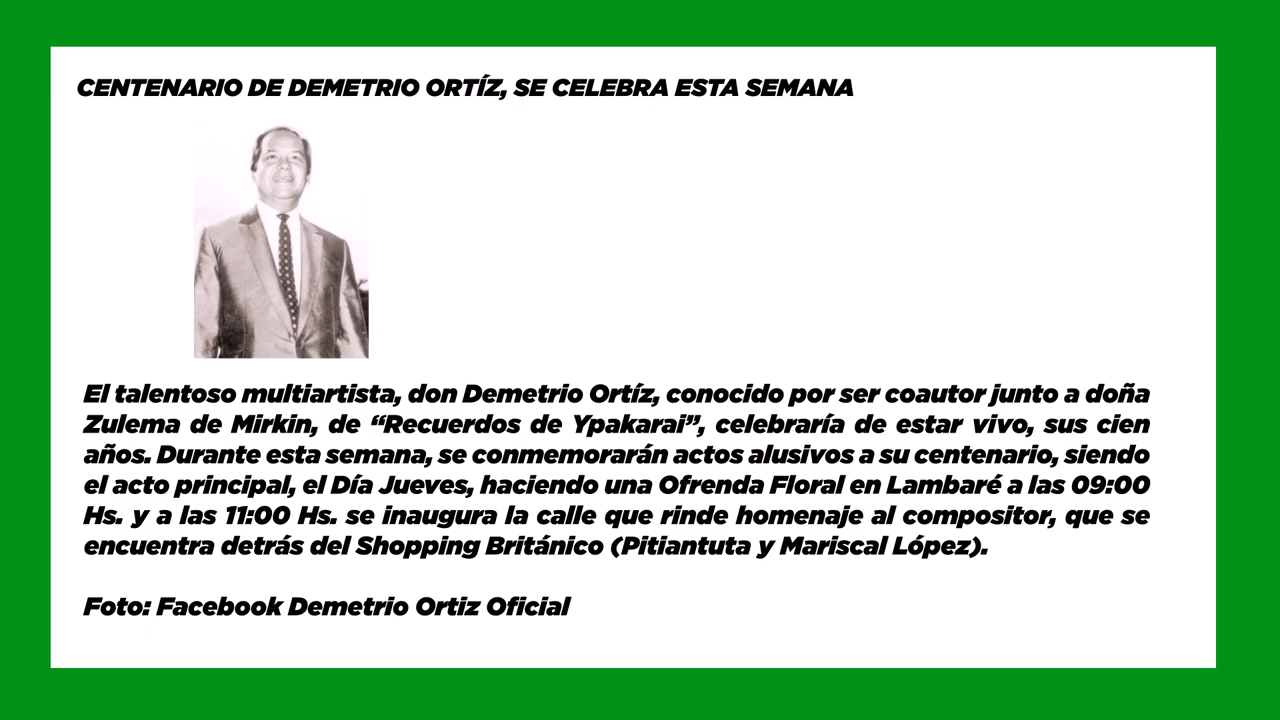 CENTENARIO DE DEMETRIO ORTÍZ, SE CELEBRA ESTA SEMANA
El talentoso multiartista, don Demetrio Ortíz, conocido por ser coautor junto a doña
Zulema de Mirkin, de “Recuerdos de Ypakarai”, celebraría de estar vivo, sus cien
años. Durante esta semana, se conmemorarán actos alusivos a su centenario, siendo
el acto principal, el Día Jueves, haciendo una Ofrenda Floral en Lambaré a las 09:00
Hs. y a las 11:00 Hs. se inaugura la calle que rinde homenaje al compositor, que se
encuentra detrás del Shopping Británico (Pitiantuta y Mariscal López).
Foto: Facebook Demetrio Ortiz Oficial